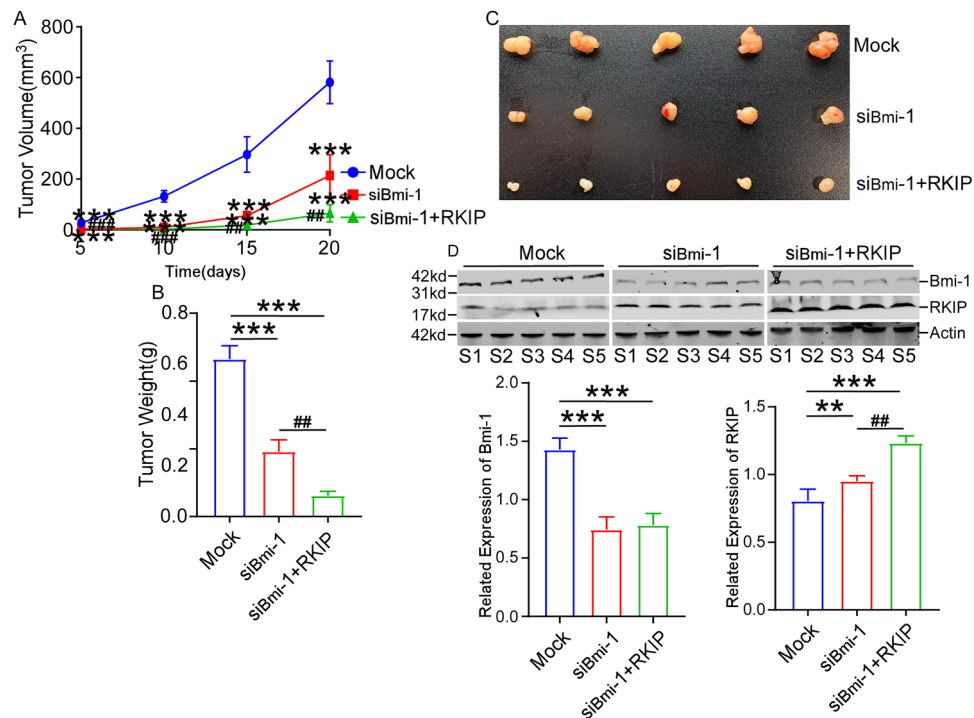 A
Tumor Volume(mm³)
800
600
400
200
0
5
10
15
20
Time(days)
***
###
***
***
***
###
***
***
##
***
***
##
Mock
siBmi-1
siBmi-1+RKIP
B
Tumor Weight(g)
0.8
0.6
0.4
0.2
0.0
***
***
##
Mock
siBmi-1
siBmi-1+RKIP
C
Mock
siBmi-1
siBmi-1+RKIP
D
Mock siBmi-1 siBmi-1+RKIP
42kd
31kd
Bmi-1
17kd
RKIP
42kd
Actin
S1 S2 S3 S4 S5 S1 S2 S3 S4 S5 S1 S2 S3 S4 S5
Related Expression of Bmi-1
2.0
1.5
1.0
0.5
0.0
***
***
Mock
siBmi-1
siBmi-1+RKIP
Related Expression of RKIP
1.5
1.0
0.5
0.0
***
**
##
Mock
siBmi-1
siBmi-1+RKIP